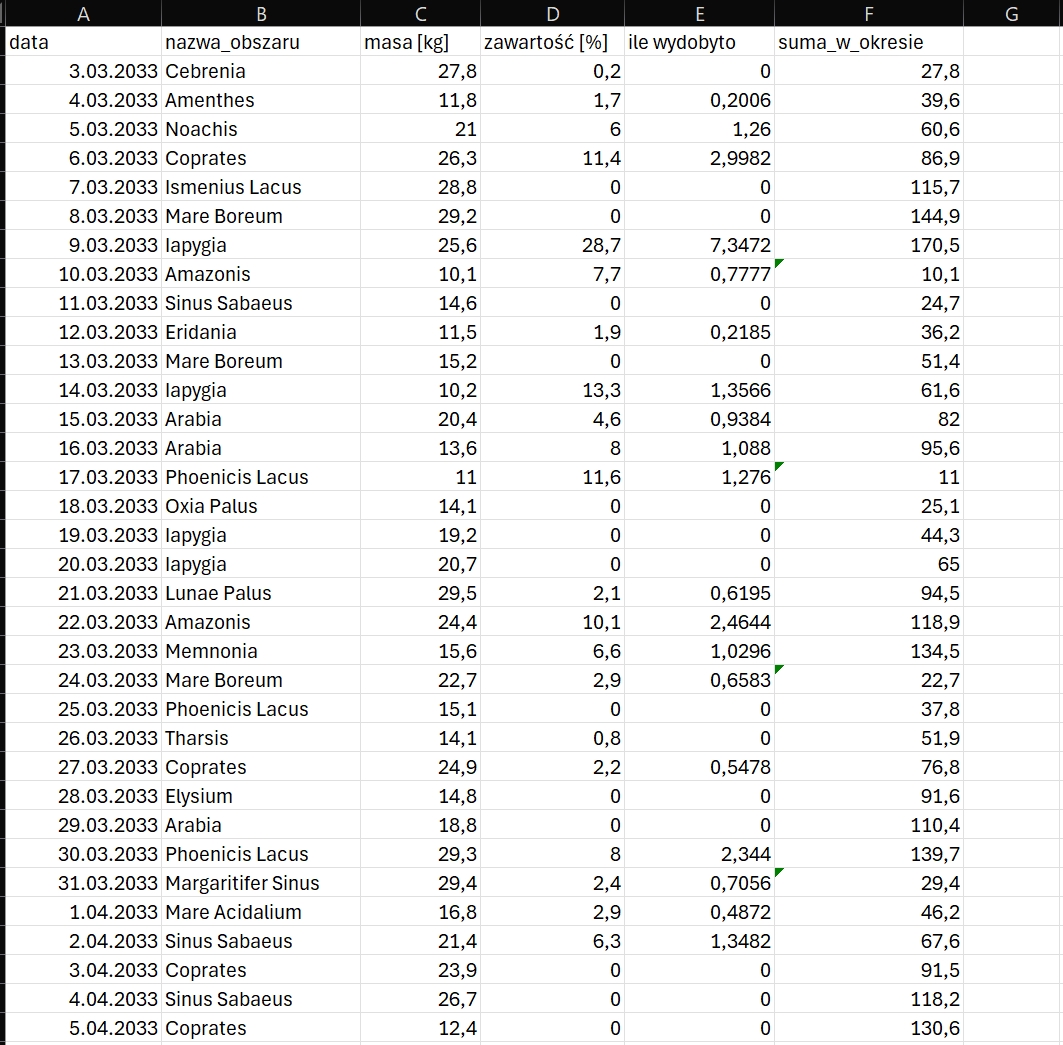 A B C D E F G
data nazwa_obszaru masa [kg] zawartość [%] ile wydobyto suma_w_okresie
3.03.2033 Cebrenia 27,8 0,2 0 27,8
4.03.2033 Amenthes 11,8 1,7 0,2006 39,6
5.03.2033 Noachis 21 6 1,26 60,6
6.03.2033 Coprates 26,3 11,4 2,9982 86,9
7.03.2033 Ismenius Lacus 28,8 0 0 115,7
8.03.2033 Mare Boreum 29,2 0 0 144,9
9.03.2033 Iapygia 25,6 28,7 7,3472 170,5
10.03.2033 Amazonis 10,1 7,7 0,7777 10,1
11.03.2033 Sinus Sabaeus 14,6 0 0 24,7
12.03.2033 Eridania 11,5 1,9 0,2185 36,2
13.03.2033 Mare Boreum 15,2 0 0 51,4
14.03.2033 Iapygia 10,2 13,3 1,3566 61,6
15.03.2033 Arabia 20,4 4,6 0,9384 82
16.03.2033 Arabia 13,6 8 1,088 95,6
17.03.2033 Phoenicis Lacus 11 11,6 1,276 11
18.03.2033 Oxia Palus 14,1 0 0 25,1
19.03.2033 Iapygia 19,2 0 0 44,3
20.03.2033 Iapygia 20,7 0 0 65
21.03.2033 Lunae Palus 29,5 2,1 0,6195 94,5
22.03.2033 Amazonis 24,4 10,1 2,4644 118,9
23.03.2033 Memnonia 15,6 6,6 1,0296 134,5
24.03.2033 Mare Boreum 22,7 2,9 0,6583 22,7
25.03.2033 Phoenicis Lacus 15,1 0 0 37,8
26.03.2033 Tharsis 14,1 0,8 0 51,9
27.03.2033 Coprates 24,9 2,2 0,5478 76,8
28.03.2033 Elysium 14,8 0 0 91,6
29.03.2033 Arabia 18,8 0 0 110,4
30.03.2033 Phoenicis Lacus 29,3 8 2,344 139,7
31.03.2033 Margaritifer Sinus 29,4 2,4 0,7056 29,4
1.04.2033 Mare Acidalium 16,8 2,9 0,4872 46,2
2.04.2033 Sinus Sabaeus 21,4 6,3 1,3482 67,6
3.04.2033 Coprates 23,9 0 0 91,5
4.04.2033 Sinus Sabaeus 26,7 0 0 118,2
5.04.2033 Coprates 12,4 0 0 130,6